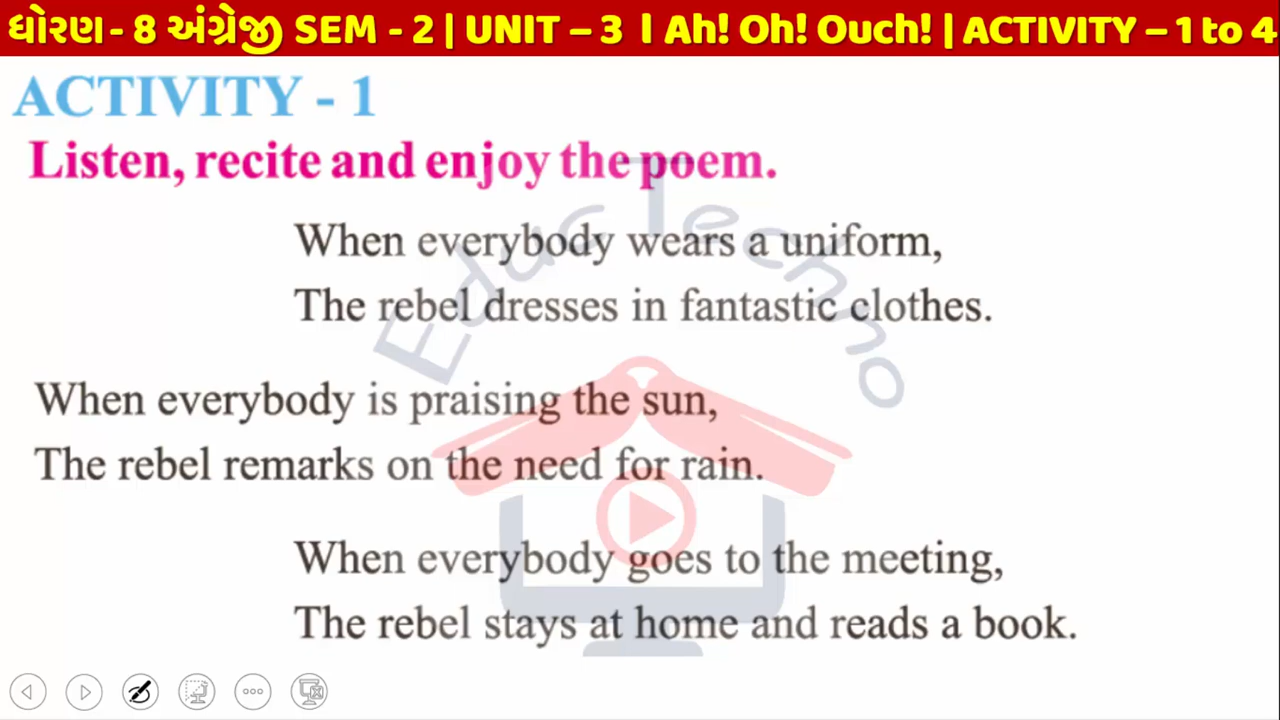 ધોરણ - 8 અંગ્રેજી SEM - 2 | UNIT – 3 | Ah! Oh! Ouch! | ACTIVITY – 1 to 4
ACTIVITY - 1
Listen, recite and enjoy the poem.
When everybody wears a uniform,
The rebel dresses in fantastic clothes.
When everybody is praising the sun,
The rebel remarks on the need for rain.
When everybody goes to the meeting,
The rebel stays at home and reads a book.
Educ Techno